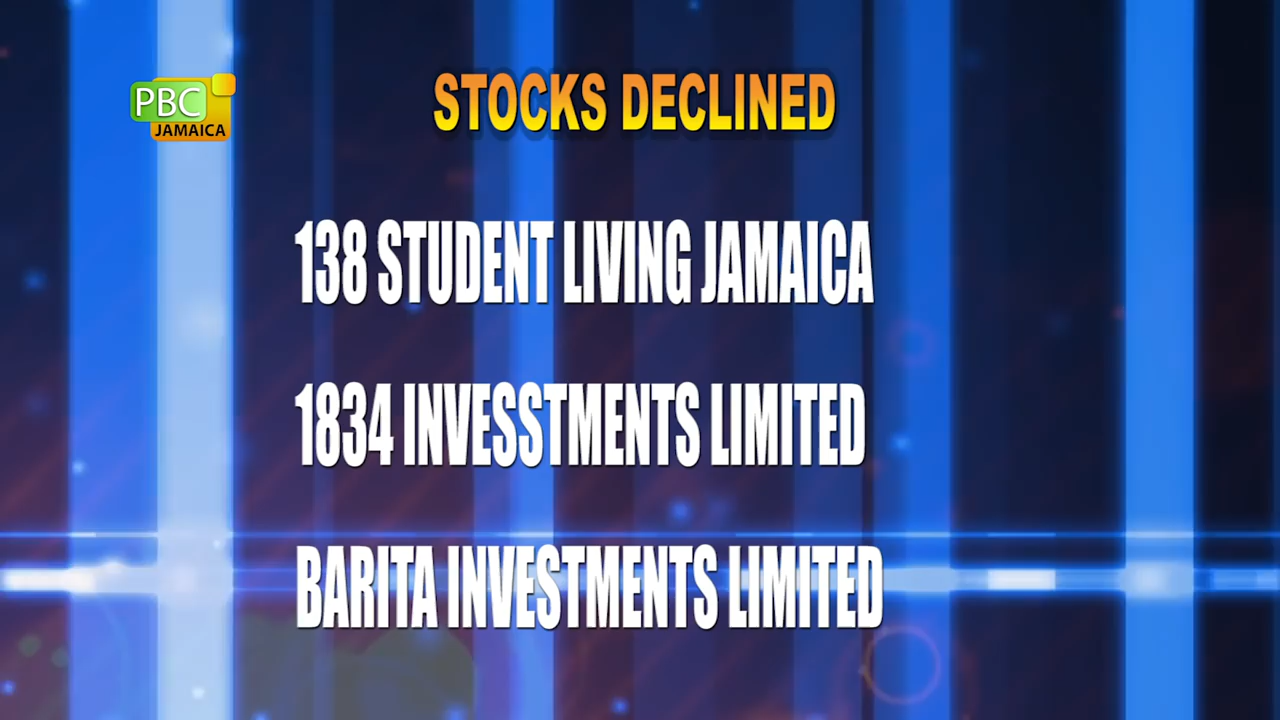 PBC
JAMAICA
STOCKS DECLINED
138 STUDENT LIVING JAMAICA
1834 INVESSTMENTS LIMITED
BARITA INVESTMENTS LIMITED